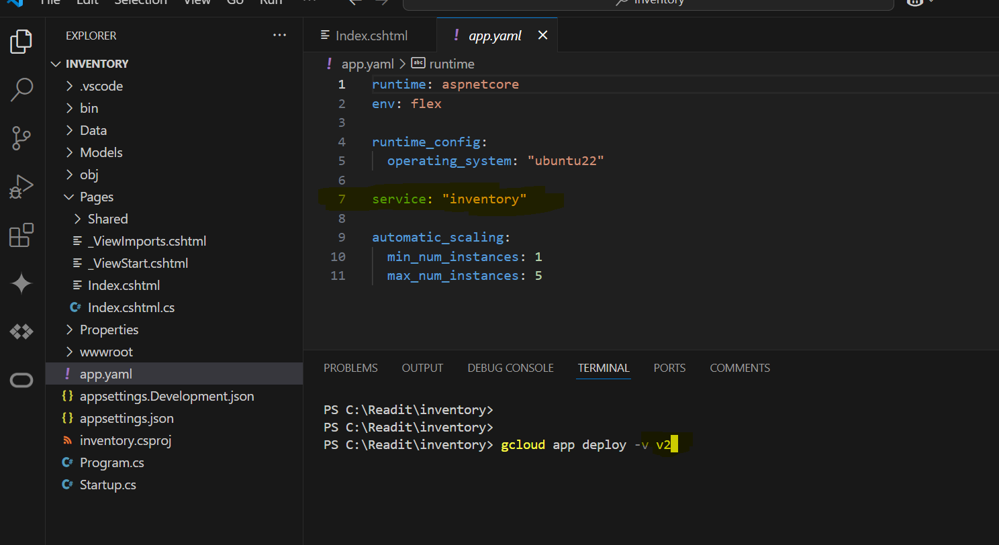 File Edit Selection View Go Run ... inventory
EXPLORER ...
INVENTORY
.vscode
bin
Data
Models
obj
Pages
Shared
_ViewImports.cshtml
_ViewStart.cshtml
Index.cshtml
C# Index.cshtml.cs
Properties
wwwroot
! app.yaml
{} appsettings.Development.json
{} appsettings.json
inventory.csproj
C# Program.cs
C# Startup.cs
Index.cshtml
! app.yaml
! app.yaml > abc runtime
1 runtime: aspnetcore
2 env: flex
3
4 runtime_config:
5 operating_system: "ubuntu22"
6
7 service: "inventory"
8
9 automatic_scaling:
10 min_num_instances: 1
11 max_num_instances: 5
PROBLEMS OUTPUT DEBUG CONSOLE TERMINAL PORTS COMMENTS
PS C:\Readit\inventory>
PS C:\Readit\inventory>
PS C:\Readit\inventory> gcloud app deploy -v v2